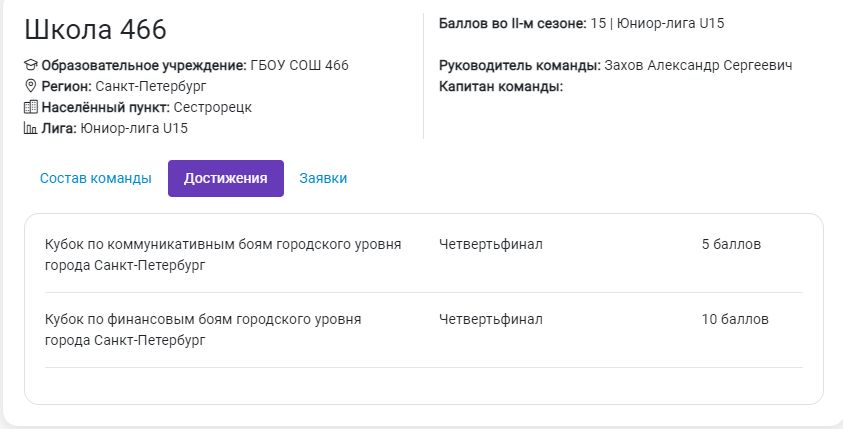 Школа 466
Образовательное учреждение: ГБОУ СОШ 466
Регион: Санкт-Петербург
Населённый пункт: Сестрорецк
Лига: Юниор-лига U15
Баллов во II-м сезоне: 15 | Юниор-лига U15
Руководитель команды: Захов Александр Сергеевич
Капитан команды:
Состав команды
Достижения
Заявки
Кубок по коммуникативным боям городского уровня
города Санкт-Петербург
Четвертьфинал
5 баллов
Кубок по финансовым боям городского уровня
города Санкт-Петербург
Четвертьфинал
10 баллов